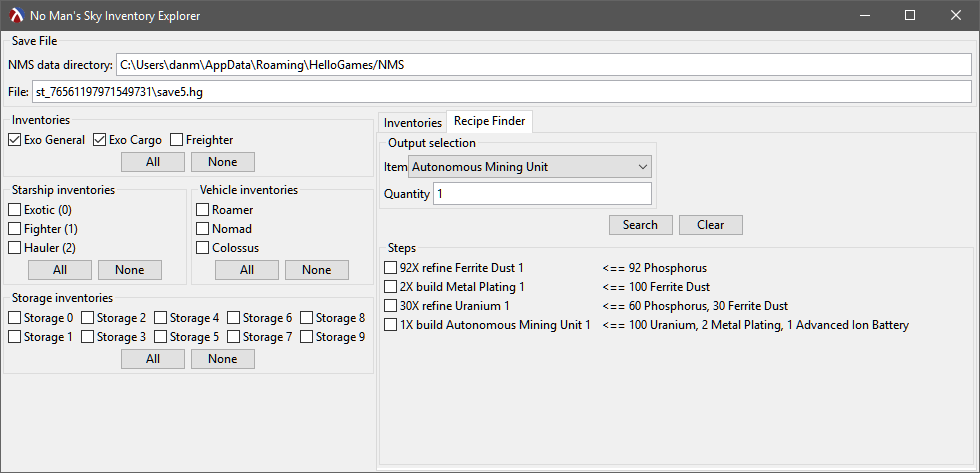 No Man's Sky Inventory Explorer
Save File
NMS data directory: C:\Users\danm\AppData\Roaming\HelloGames/NMS
File: st_76561197971549731\save5.hg
Inventories
Exo General Exo Cargo Freighter
All None
Starship inventories
Exotic (0)
Fighter (1)
Hauler (2)
All None
Vehicle inventories
Roamer
Nomad
Colossus
All None
Storage inventories
Storage 0 Storage 2 Storage 4 Storage 6 Storage 8
Storage 1 Storage 3 Storage 5 Storage 7 Storage 9
All None
Inventories Recipe Finder
Output selection
Item Autonomous Mining Unit
Quantity 1
Search Clear
Steps
92X refine Ferrite Dust 1 <== 92 Phosphorus
2X build Metal Plating 1 <== 100 Ferrite Dust
30X refine Uranium 1 <== 60 Phosphorus, 30 Ferrite Dust
1X build Autonomous Mining Unit 1 <== 100 Uranium, 2 Metal Plating, 1 Advanced Ion Battery